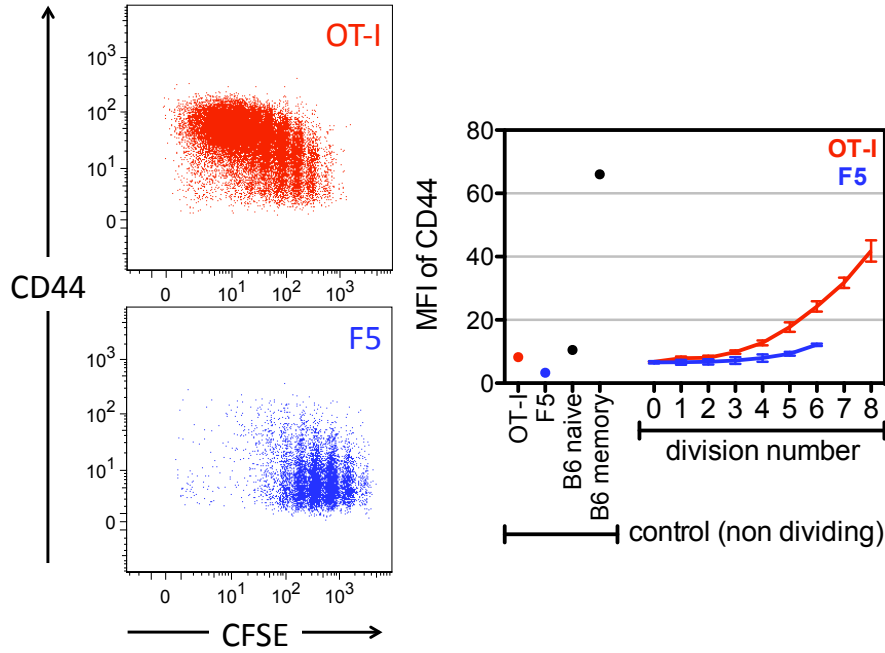 OT-I
10³
10²
10¹
0
0 10¹ 10² 10³
CD44
F5
10³
10²
10¹
0
0 10¹ 10² 10³
CFSE
OT-I
F5
MFI of CD44
80
60
40
20
0
OT-I
F5
B6 naive
B6 memory
0 1 2 3 4 5 6 7 8
division number
control (non dividing)